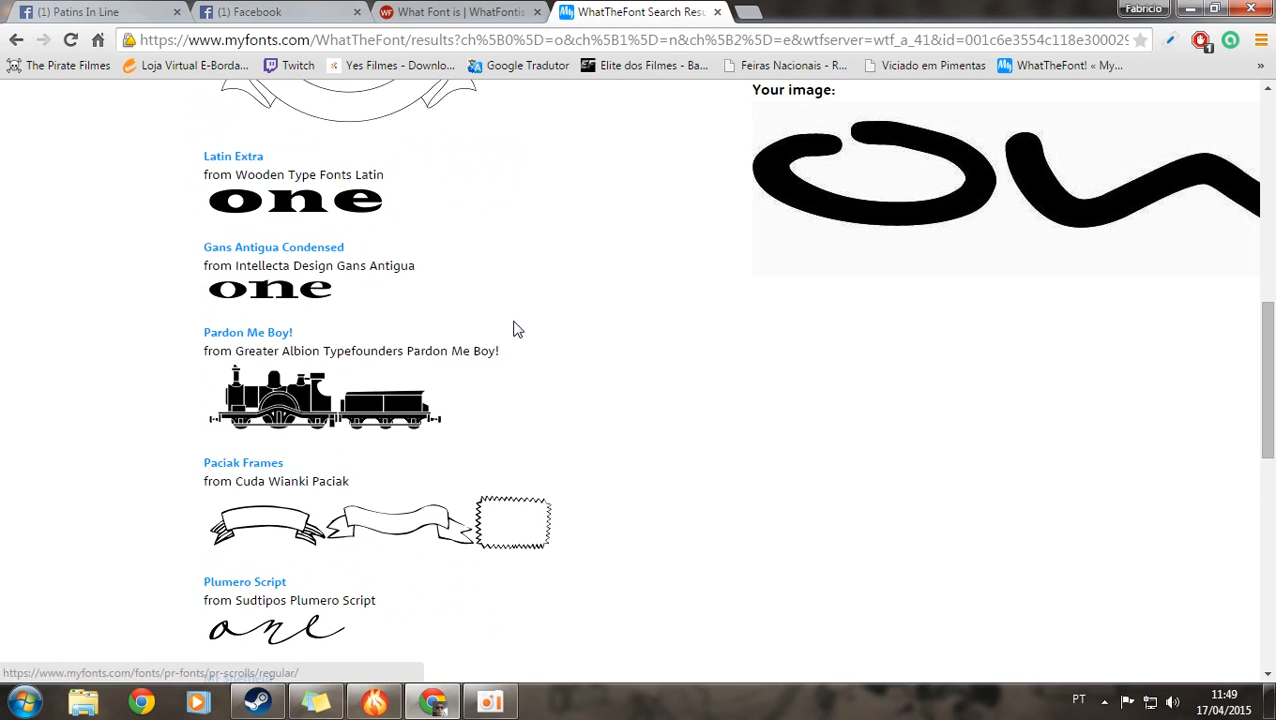 (1) Patins In Line
(1) Facebook
What Font is | WhatFontis
WhatTheFont Search Resu
Fabricio
https://www.myfonts.com/WhatTheFont/results?ch%5B0%5D=o&ch%5B1%5D=n&ch%5B2%5D=e&wtfserver=wtf_a_41&id=001c6e3554c118e300029
The Pirate Filmes
Loja Virtual E-Borda...
Twitch
Yes Filmes - Downlo...
Google Tradutor
Elite dos Filmes - Ba...
Feiras Nacionais - R...
Viciado em Pimentas
WhatTheFont! « My...
»
Your image:
on
Latin Extra
from Wooden Type Fonts Latin
one
Gans Antigua Condensed
from Intellecta Design Gans Antigua
one
Pardon Me Boy!
from Greater Albion Typefounders Pardon Me Boy!
Paciak Frames
from Cuda Wianki Paciak
Plumero Script
from Sudtipos Plumero Script
one
https://www.myfonts.com/fonts/pr-fonts/pr-scrolls/regular/
PT
11:49
17/04/2015